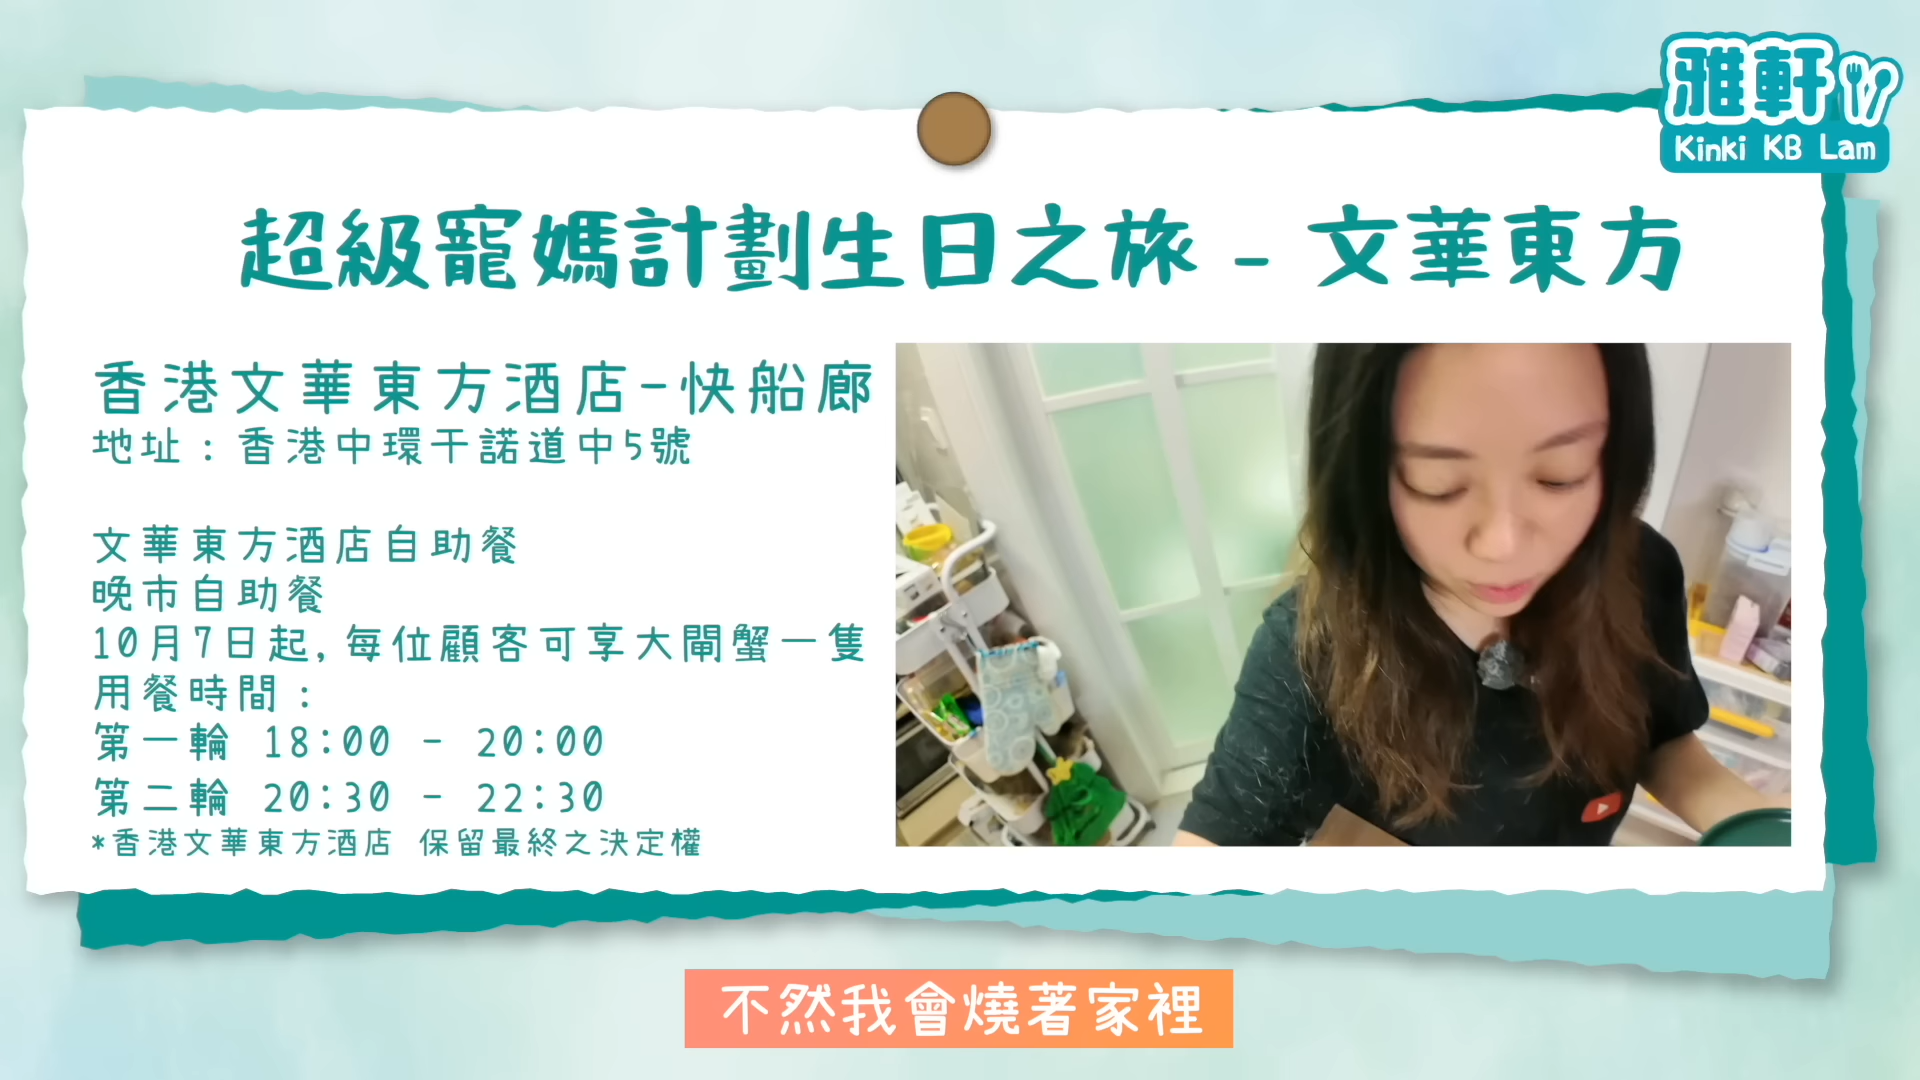 雅軒
Kinki KB Lam
超級寵媽計劃生日之旅 - 文華東方
香港文華東方酒店-快船廊
地址：香港中環干諾道中5號
文華東方酒店自助餐
晚市自助餐
10月7日起, 每位顧客可享大閘蟹一隻
用餐時間：
第一輪 18:00 - 20:00
第二輪 20:30 - 22:30
*香港文華東方酒店 保留最終之決定權
不然我會燒著家裡